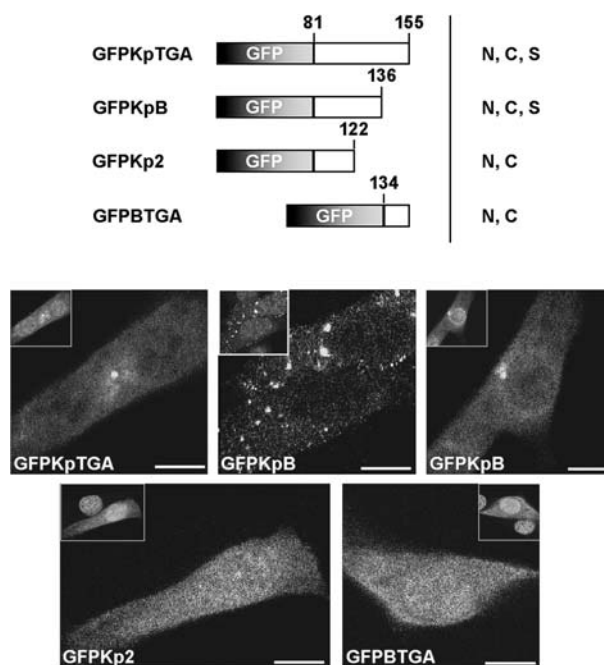 81 155
GFPKpTGA GFP N, C, S
136
GFPKpB GFP N, C, S
122
GFPKp2 GFP N, C
134
GFPBTGA GFP N, C
GFPKpTGA GFPKpB GFPKpB
GFPKp2 GFPBTGA